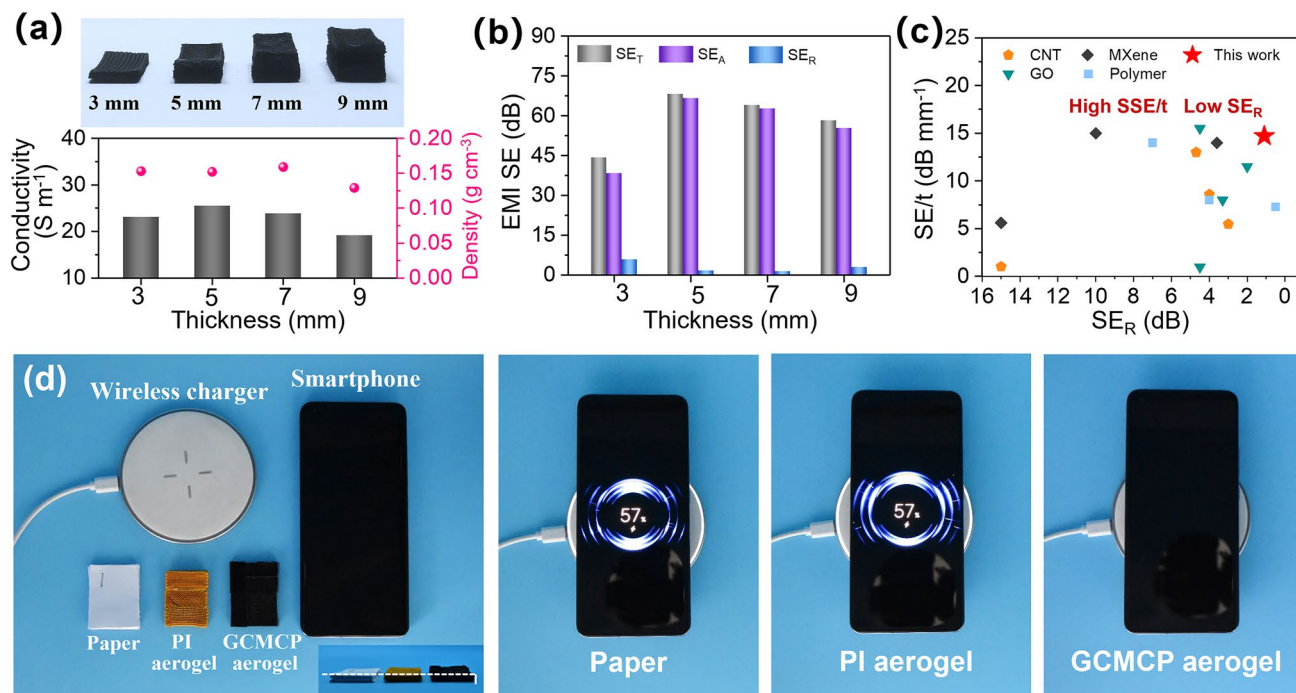 (a)
3 mm 5 mm 7 mm 9 mm
Conductivity (S m⁻¹)
40
30
20
10
Density (g cm⁻³)
0.20
0.15
0.10
0.05
0.00
3 5 7 9
Thickness (mm)
(b)
EMI SE (dB)
90
75
60
45
30
15
0
SE_T SE_A SE_R
3 5 7 9
Thickness (mm)
(c)
SE/t (dB mm⁻¹)
25
20
15
10
5
0
CNT MXene This work
GO Polymer
High SSE/t Low SE_R
16 14 12 10 8 6 4 2 0
SE_R (dB)
(d)
Wireless charger
Smartphone
Paper
PI aerogel
GCMCP aerogel
57%
Paper
57%
PI aerogel
GCMCP aerogel